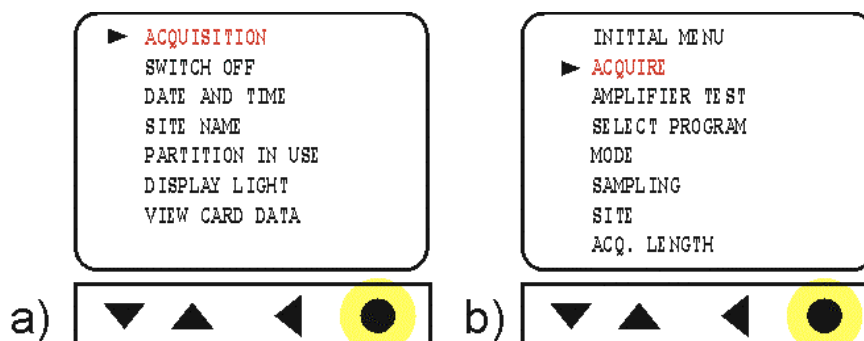 ACQUISITION
SWITCH OFF
DATE AND TIME
SITE NAME
PARTITION IN USE
DISPLAY LIGHT
VIEW CARD DATA
a)
INITIAL MENU
ACQUIRE
AMPLIFIER TEST
SELECT PROGRAM
MODE
SAMPLING
SITE
ACQ. LENGTH
b)